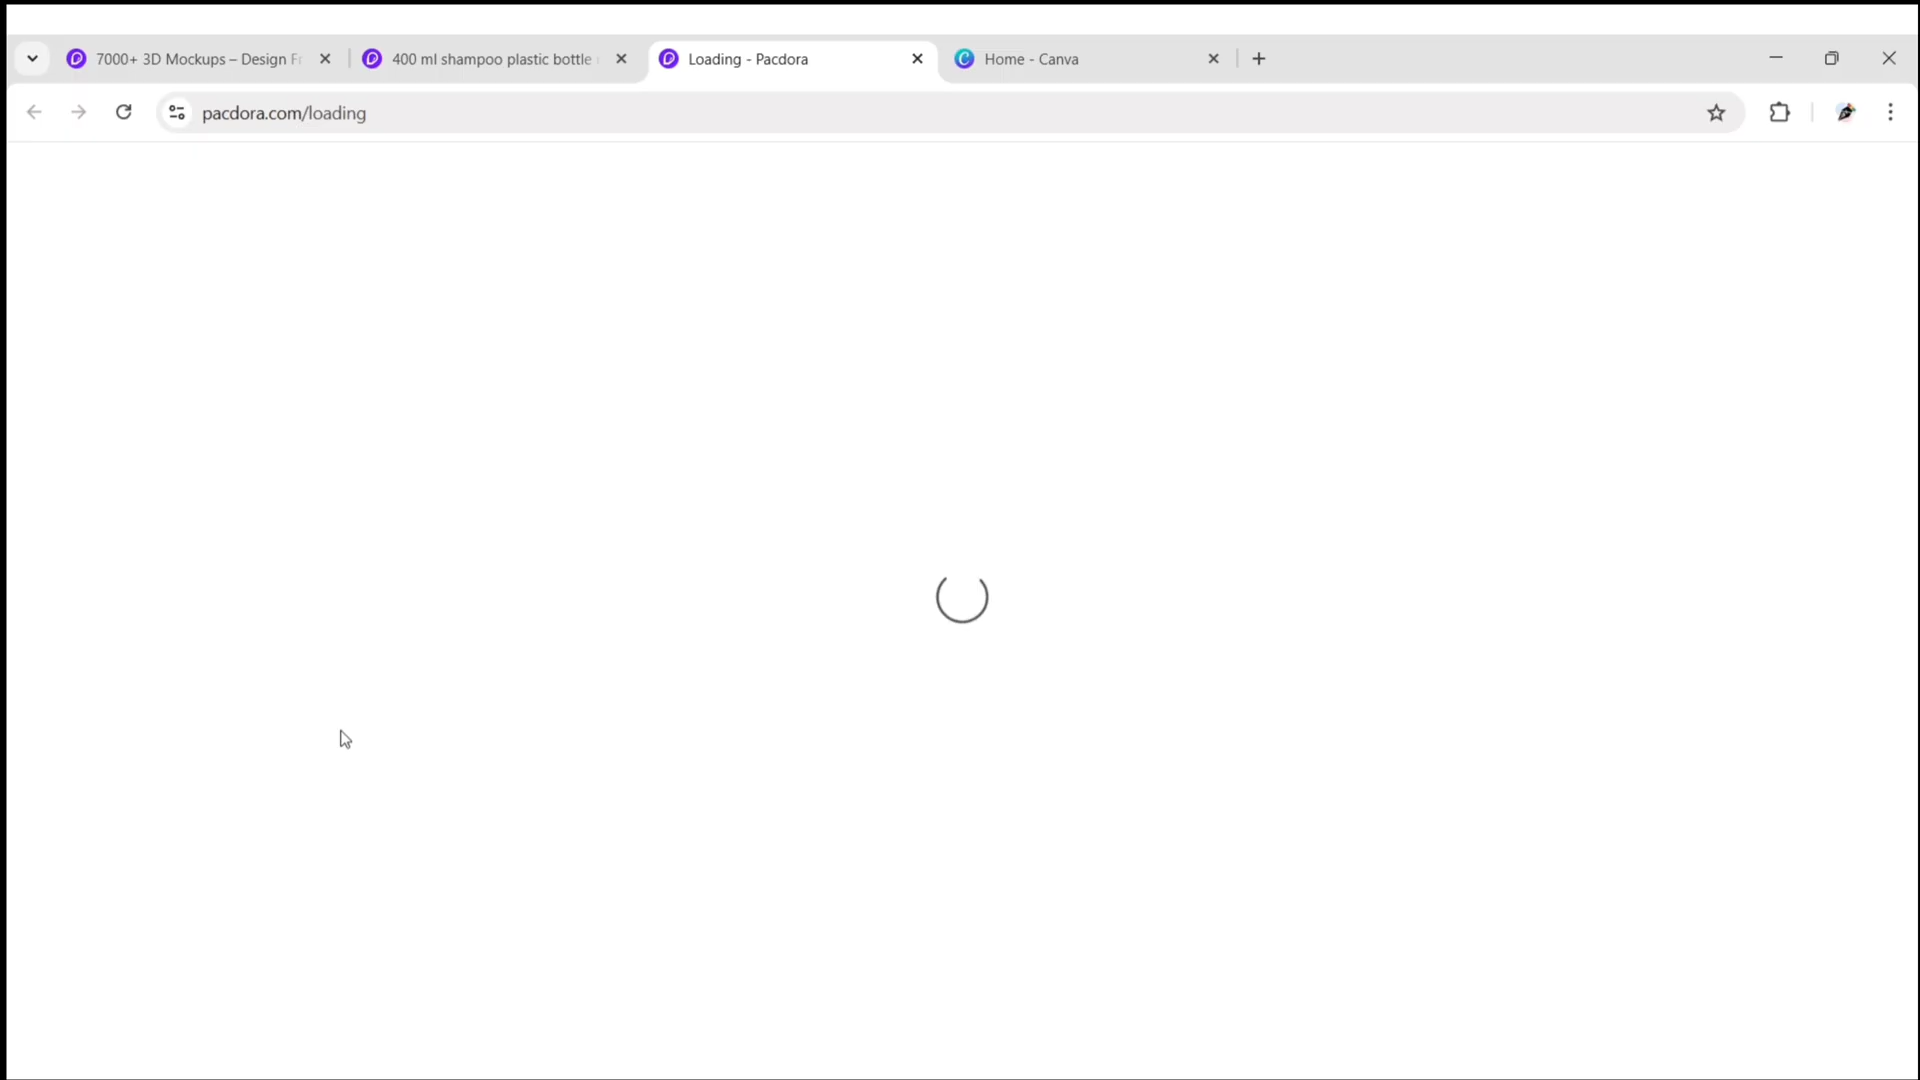 7000+ 3D Mockups – Design
400 ml shampoo plastic bottle
Loading - Pacdora
Home - Canva
pacdora.com/loading